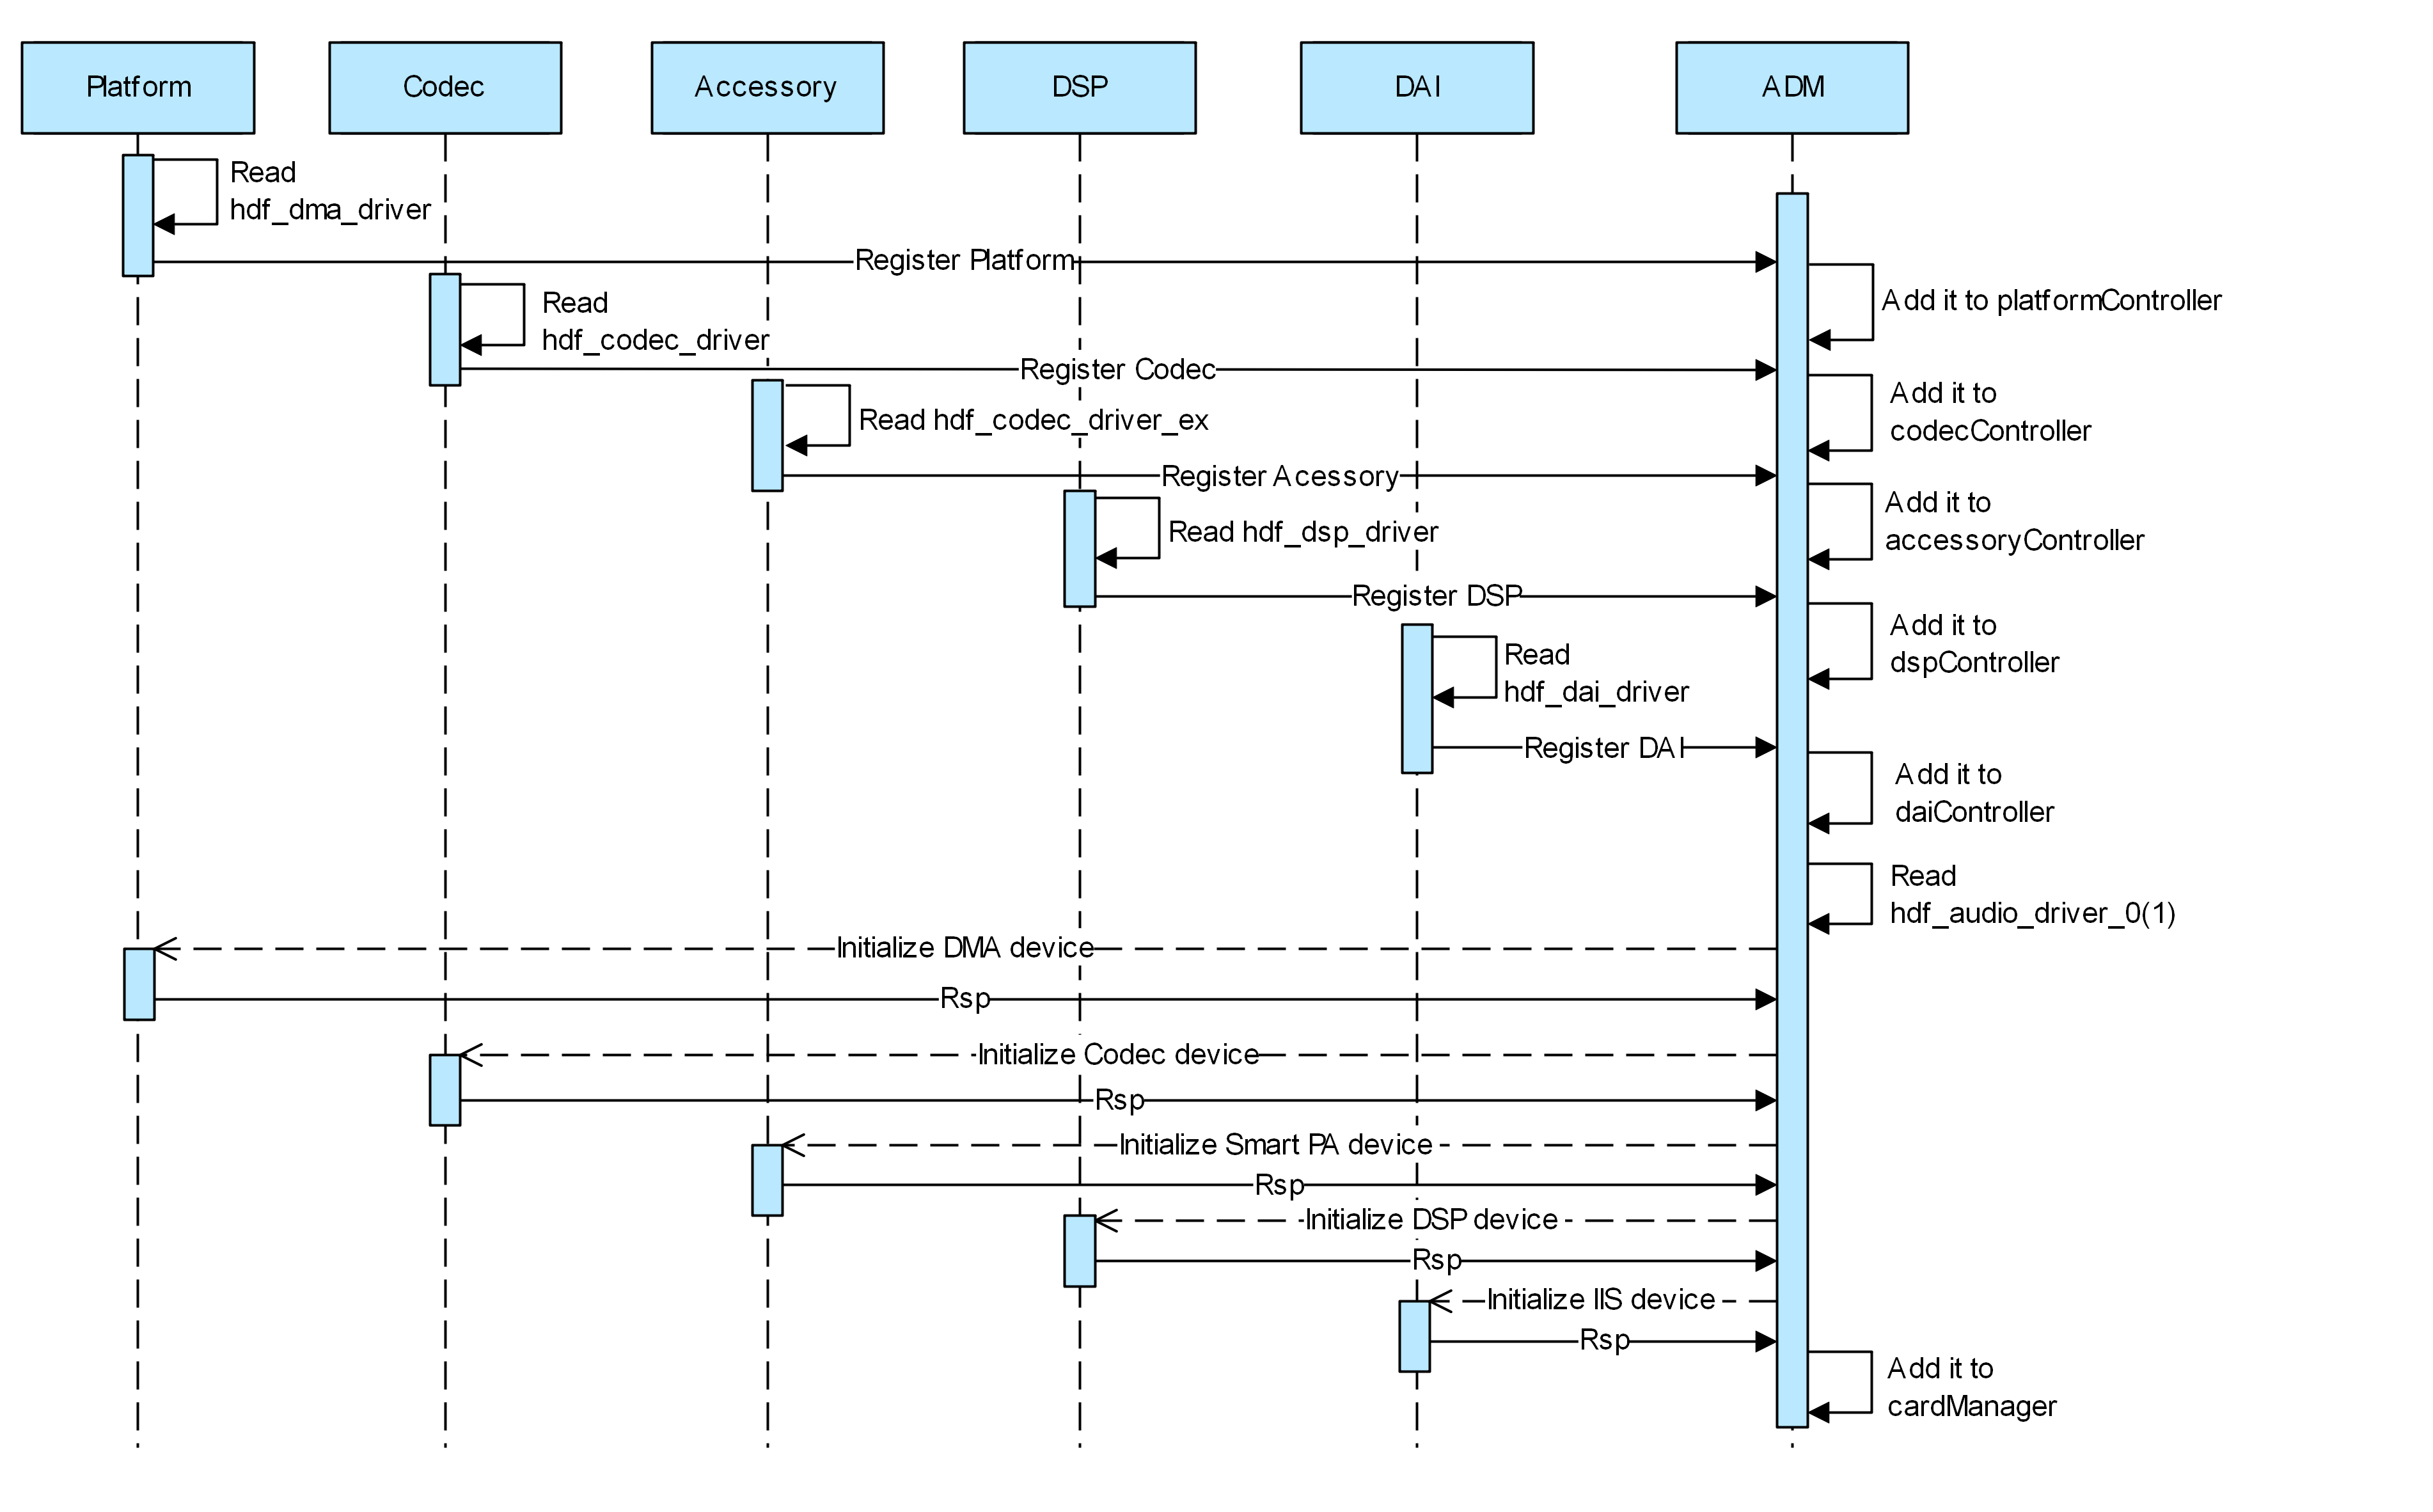 Platform
Codec
Accessory
DSP
DAI
ADM
Read
hdf_dma_driver
Register Platform
Add it to platformController
Read
hdf_codec_driver
Register Codec
Add it to
codecController
Read hdf_codec_driver_ex
Register Acessory
Add it to
accessoryController
Read hdf_dsp_driver
Register DSP
Add it to
dspController
Read
hdf_dai_driver
Register DAI
Add it to
daiController
Read
hdf_audio_driver_0(1)
Initialize DMA device
Rsp
Initialize Codec device
Rsp
Initialize Smart PA device
Rsp
Initialize DSP device
Rsp
Initialize IIS device
Rsp
Add it to
cardManager